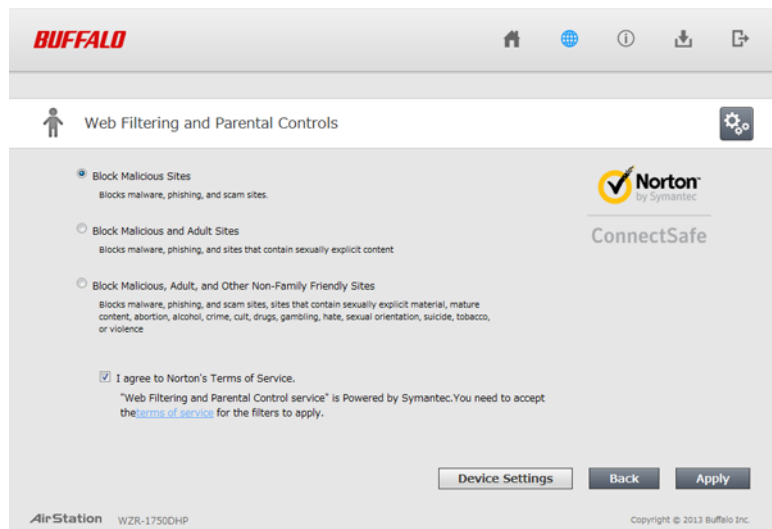 BUFFALO
Web Filtering and Parental Controls
Block Malicious Sites
Blocks malware, phishing, and scam sites.
Norton
by Symantec
ConnectSafe
Block Malicious and Adult Sites
Blocks malware, phishing, and sites that contain sexually explicit content
Block Malicious, Adult, and Other Non-Family Friendly Sites
Blocks malware, phishing, and scam sites, sites that contain sexually explicit material, mature
content, abortion, alcohol, crime, cult, drugs, gambling, hate, sexual orientation, suicide, tobacco,
or violence
I agree to Norton's Terms of Service.
"Web Filtering and Parental Control service" is Powered by Symantec.You need to accept
theterms of service for the filters to apply.
Device Settings
Back
Apply
AirStation WZR-1750DHP
Copyright © 2013 Buffalo Inc.